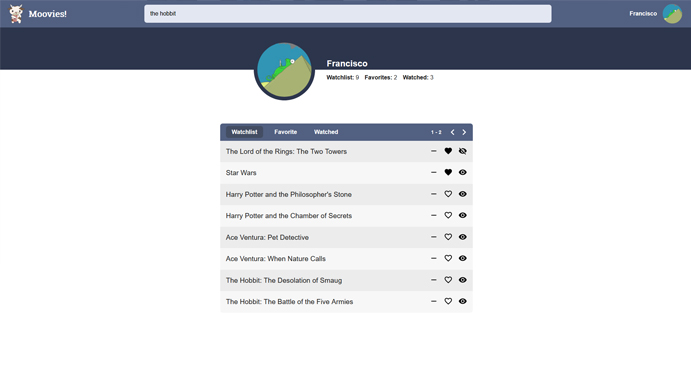 Moovies!
the hobbit
Francisco
Francisco
Watchlist: 9 Favorites: 2 Watched: 3
Watchlist Favorite Watched 1 - 2
The Lord of the Rings: The Two Towers
Star Wars
Harry Potter and the Philosopher's Stone
Harry Potter and the Chamber of Secrets
Ace Ventura: Pet Detective
Ace Ventura: When Nature Calls
The Hobbit: The Desolation of Smaug
The Hobbit: The Battle of the Five Armies